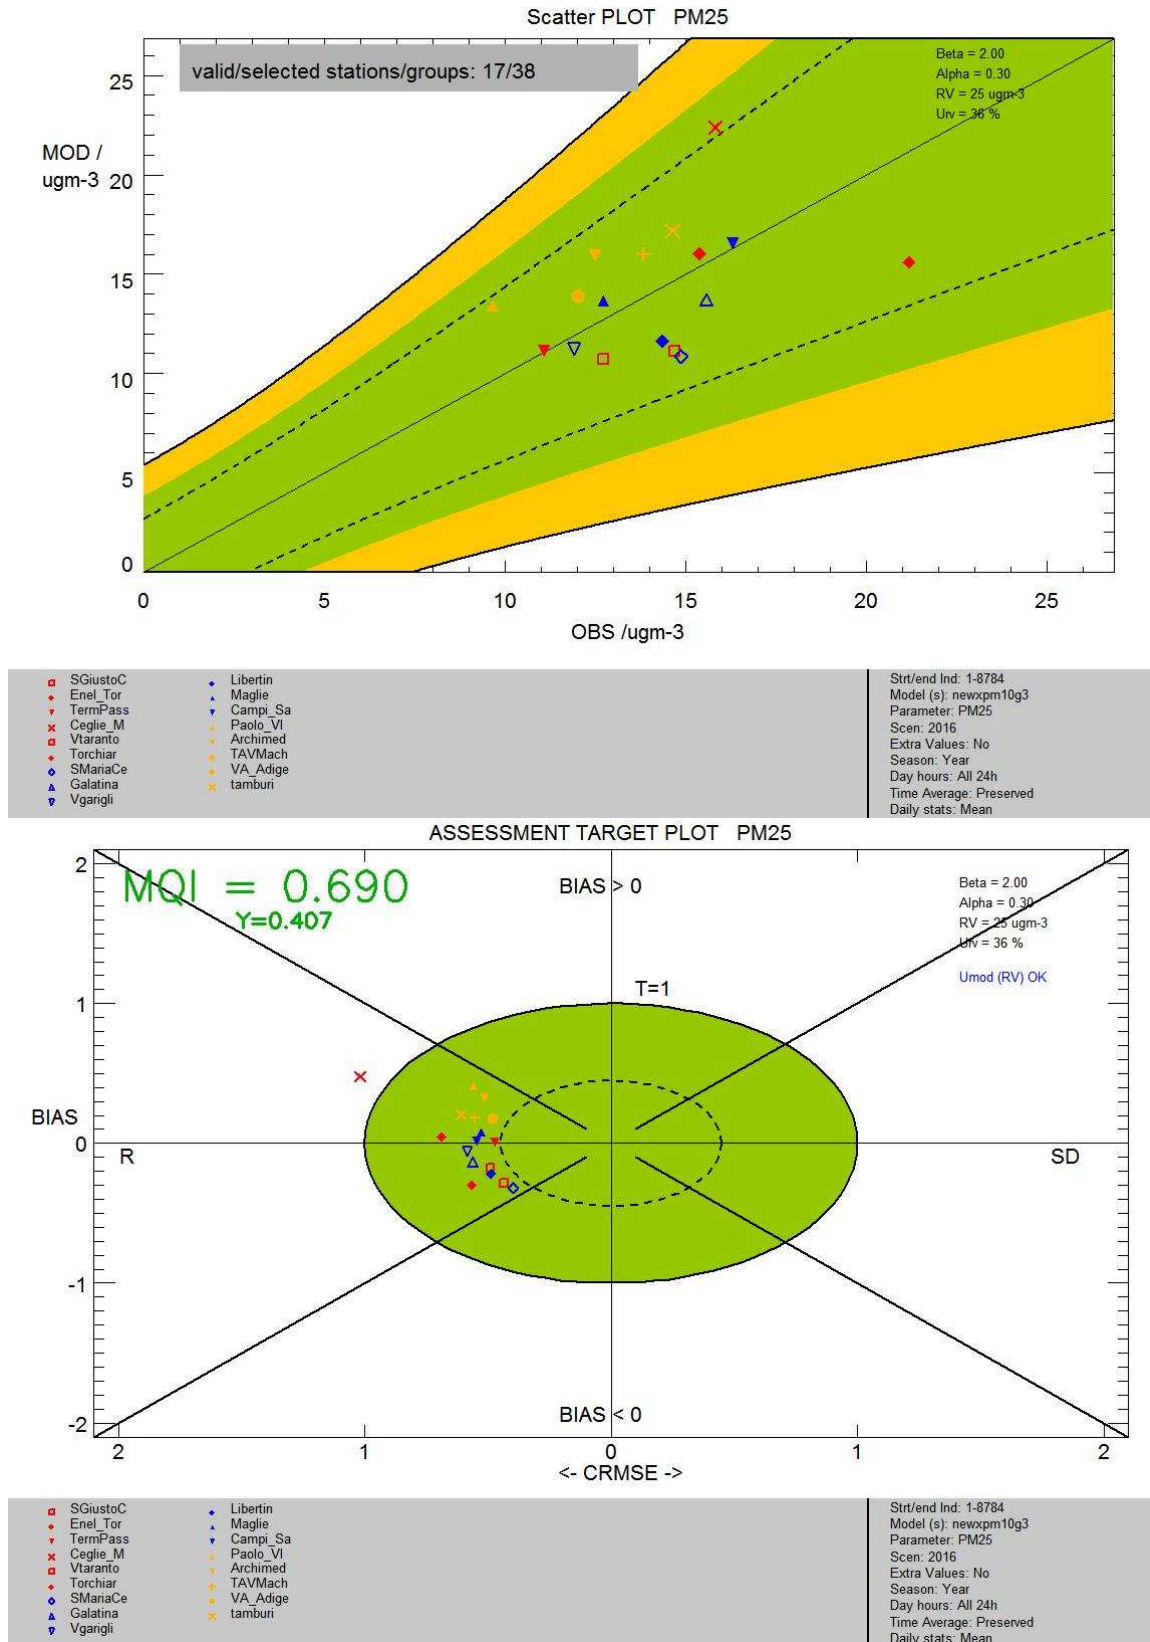 Scatter PLOT PM25
valid/selected stations/groups: 17/38
Beta = 2.00
Alpha = 0.30
RV = 25 ugm-3
Urv = 36 %
MOD /
ugm-3
25
20
15
10
5
0
0 5 10 15 20 25
OBS /ugm-3
SGiustoC
Enel_Tor
TermPass
Ceglie_M
Vtaranto
Torchiar
SMariaCe
Galatina
Vgarigli
Libertin
Maglie
Campi_Sa
Paolo_VI
Archimed
TAVMach
VA_Adige
tamburi
Strt/end Ind: 1-8784
Model (s): newxpm10g3
Parameter: PM25
Scen: 2016
Extra Values: No
Season: Year
Day hours: All 24h
Time Average: Preserved
Daily stats: Mean
ASSESSMENT TARGET PLOT PM25
MQI = 0.690
Y=0.407
BIAS > 0
Beta = 2.00
Alpha = 0.30
RV = 25 ugm-3
Urv = 36 %
Umod (RV) OK
T=1
BIAS
2
1
0
-1
-2
R
SD
BIAS < 0
2 1 0 1 2
<- CRMSE ->
SGiustoC
Enel_Tor
TermPass
Ceglie_M
Vtaranto
Torchiar
SMariaCe
Galatina
Vgarigli
Libertin
Maglie
Campi_Sa
Paolo_VI
Archimed
TAVMach
VA_Adige
tamburi
Strt/end Ind: 1-8784
Model (s): newxpm10g3
Parameter: PM25
Scen: 2016
Extra Values: No
Season: Year
Day hours: All 24h
Time Average: Preserved
Daily stats: Mean